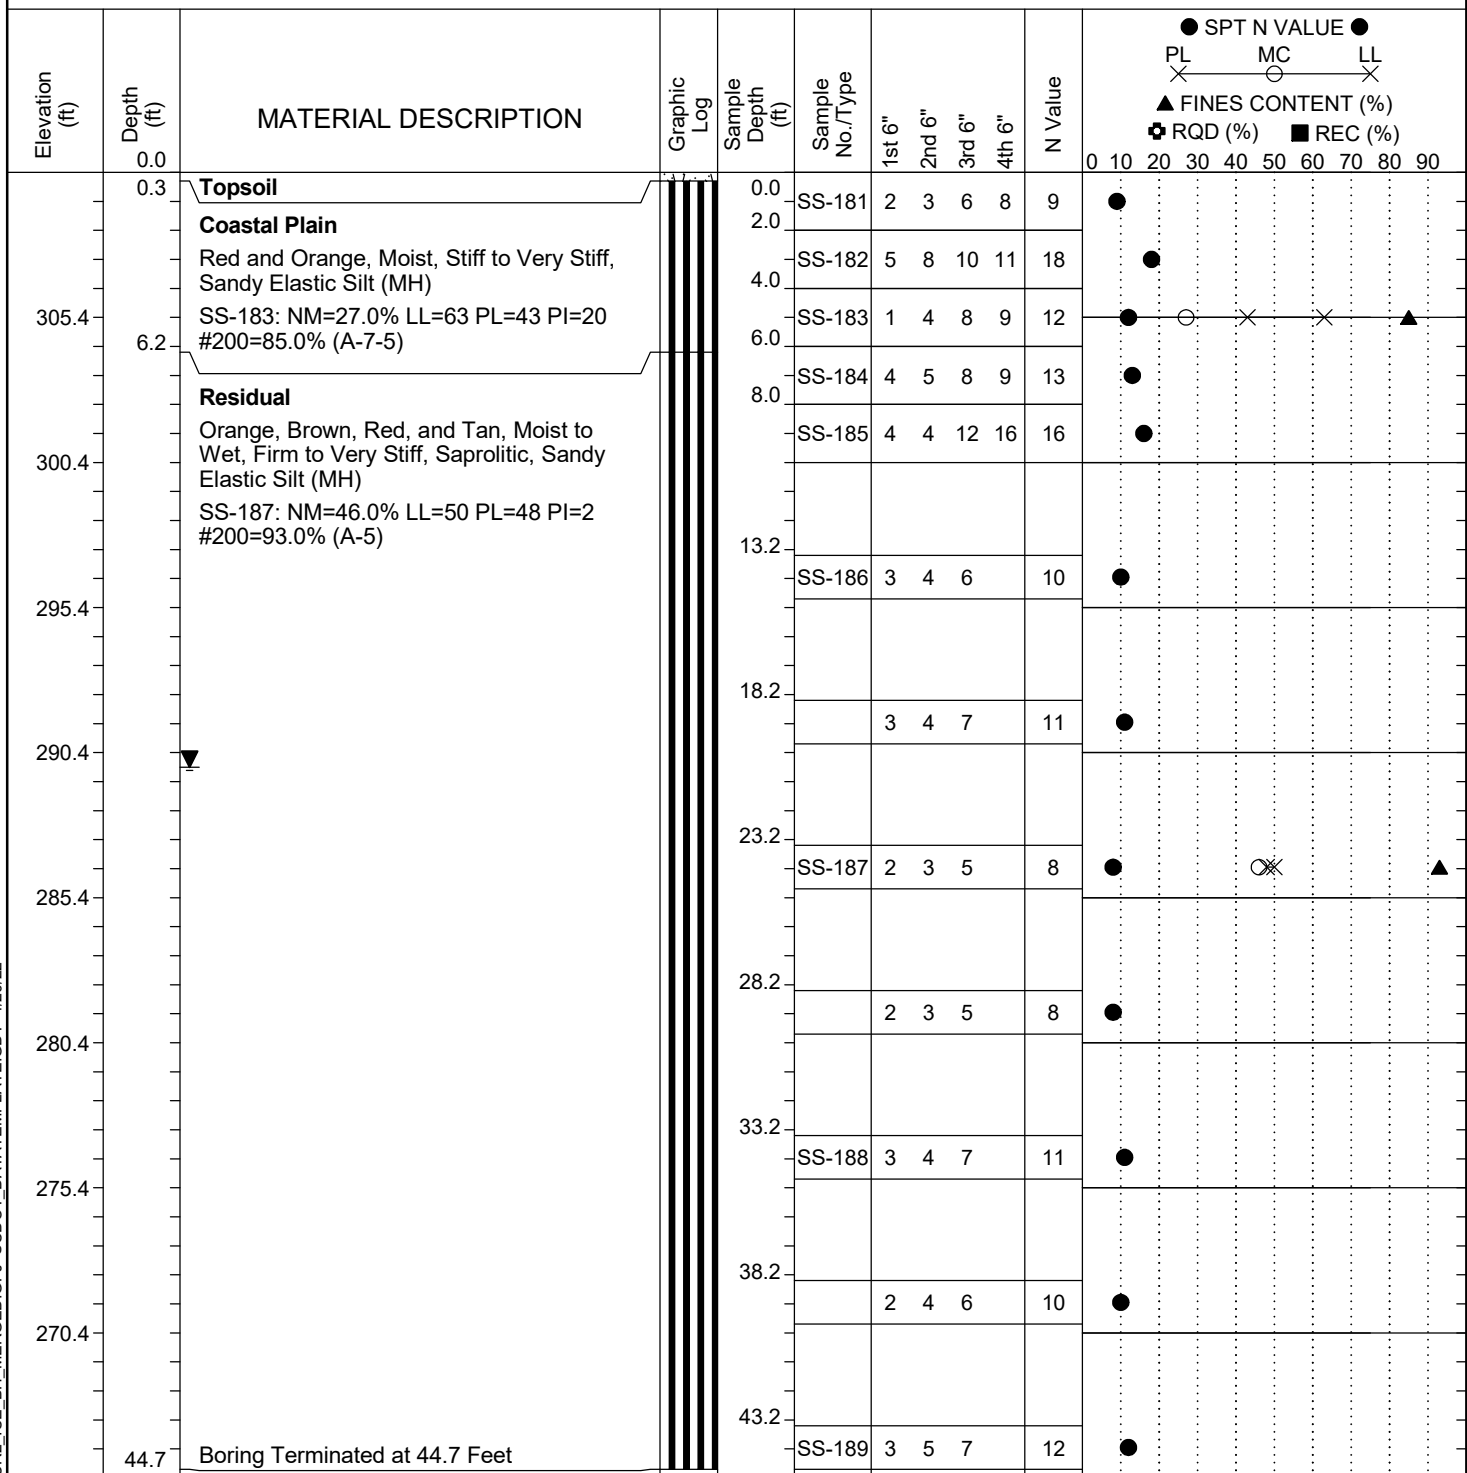 ● SPT N VALUE ●
PL MC LL
▲ FINES CONTENT (%)
RQD (%) ■ REC (%)
0 10 20 30 40 50 60 70 80 90
Elevation (ft)
Depth (ft)
0.0
MATERIAL DESCRIPTION
Graphic Log
Sample Depth (ft)
Sample No./Type
1st 6"
2nd 6"
3rd 6"
4th 6"
N Value
0.3 Topsoil
0.0 SS-181 2 3 6 8 9
Coastal Plain
2.0
Red and Orange, Moist, Stiff to Very Stiff,
SS-182 5 8 10 11 18
Sandy Elastic Silt (MH)
4.0
305.4 SS-183: NM=27.0% LL=63 PL=43 PI=20
SS-183 1 4 8 9 12
6.2 #200=85.0% (A-7-5)
6.0
SS-184 4 5 8 9 13
Residual
8.0
Orange, Brown, Red, and Tan, Moist to
SS-185 4 4 12 16 16
300.4 Wet, Firm to Very Stiff, Saprolitic, Sandy
Elastic Silt (MH)
SS-187: NM=46.0% LL=50 PL=48 PI=2
#200=93.0% (A-5)
13.2
SS-186 3 4 6 10
295.4
18.2
3 4 7 11
290.4
23.2
SS-187 2 3 5 8
285.4
28.2
2 3 5 8
280.4
33.2
SS-188 3 4 7 11
275.4
38.2
2 4 6 10
270.4
43.2
44.7 Boring Terminated at 44.7 Feet
SS-189 3 5 7 12